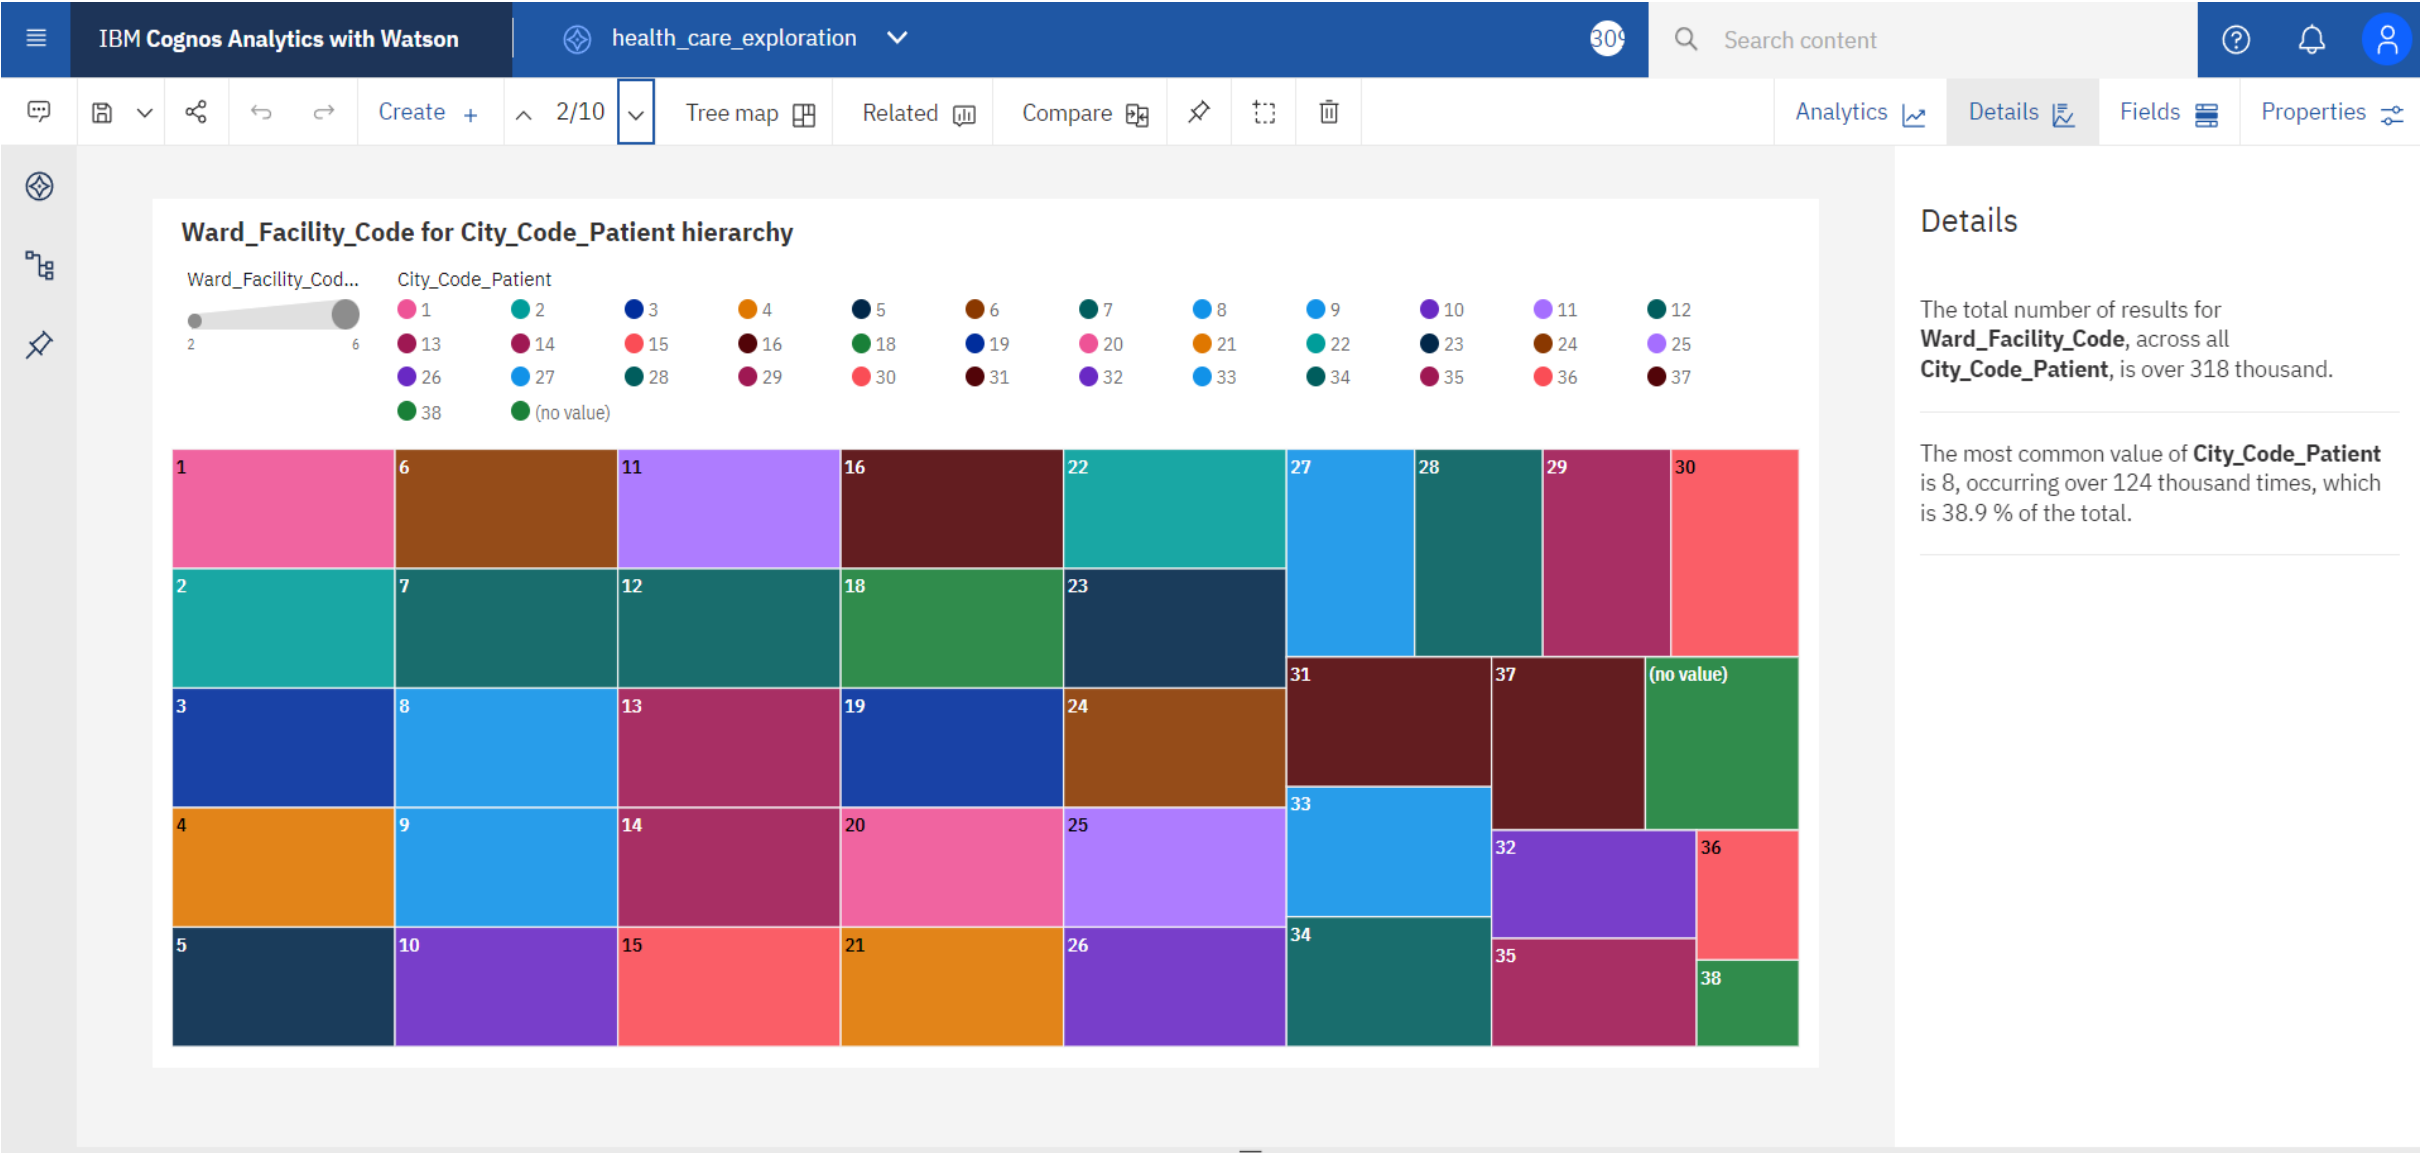 IBM Cognos Analytics with Watson
health_care_exploration
Search content
Create
2/10
Tree map
Related
Compare
Analytics
Details
Fields
Properties
Ward_Facility_Code for City_Code_Patient hierarchy
Ward_Facility_Cod...
2 6
City_Code_Patient
1 2 3 4 5 6 7 8 9 10 11 12
13 14 15 16 18 19 20 21 22 23 24 25
26 27 28 29 30 31 32 33 34 35 36 37
38 (no value)
1 6 11 16 22 27 28 29 30
2 7 12 18 23
31 37 (no value)
3 8 13 19 24
33
4 9 14 20 25
32 36
34
5 10 15 21 26
35
38
Details
The total number of results for
Ward_Facility_Code, across all
City_Code_Patient, is over 318 thousand.
The most common value of City_Code_Patient
is 8, occurring over 124 thousand times, which
is 38.9 % of the total.